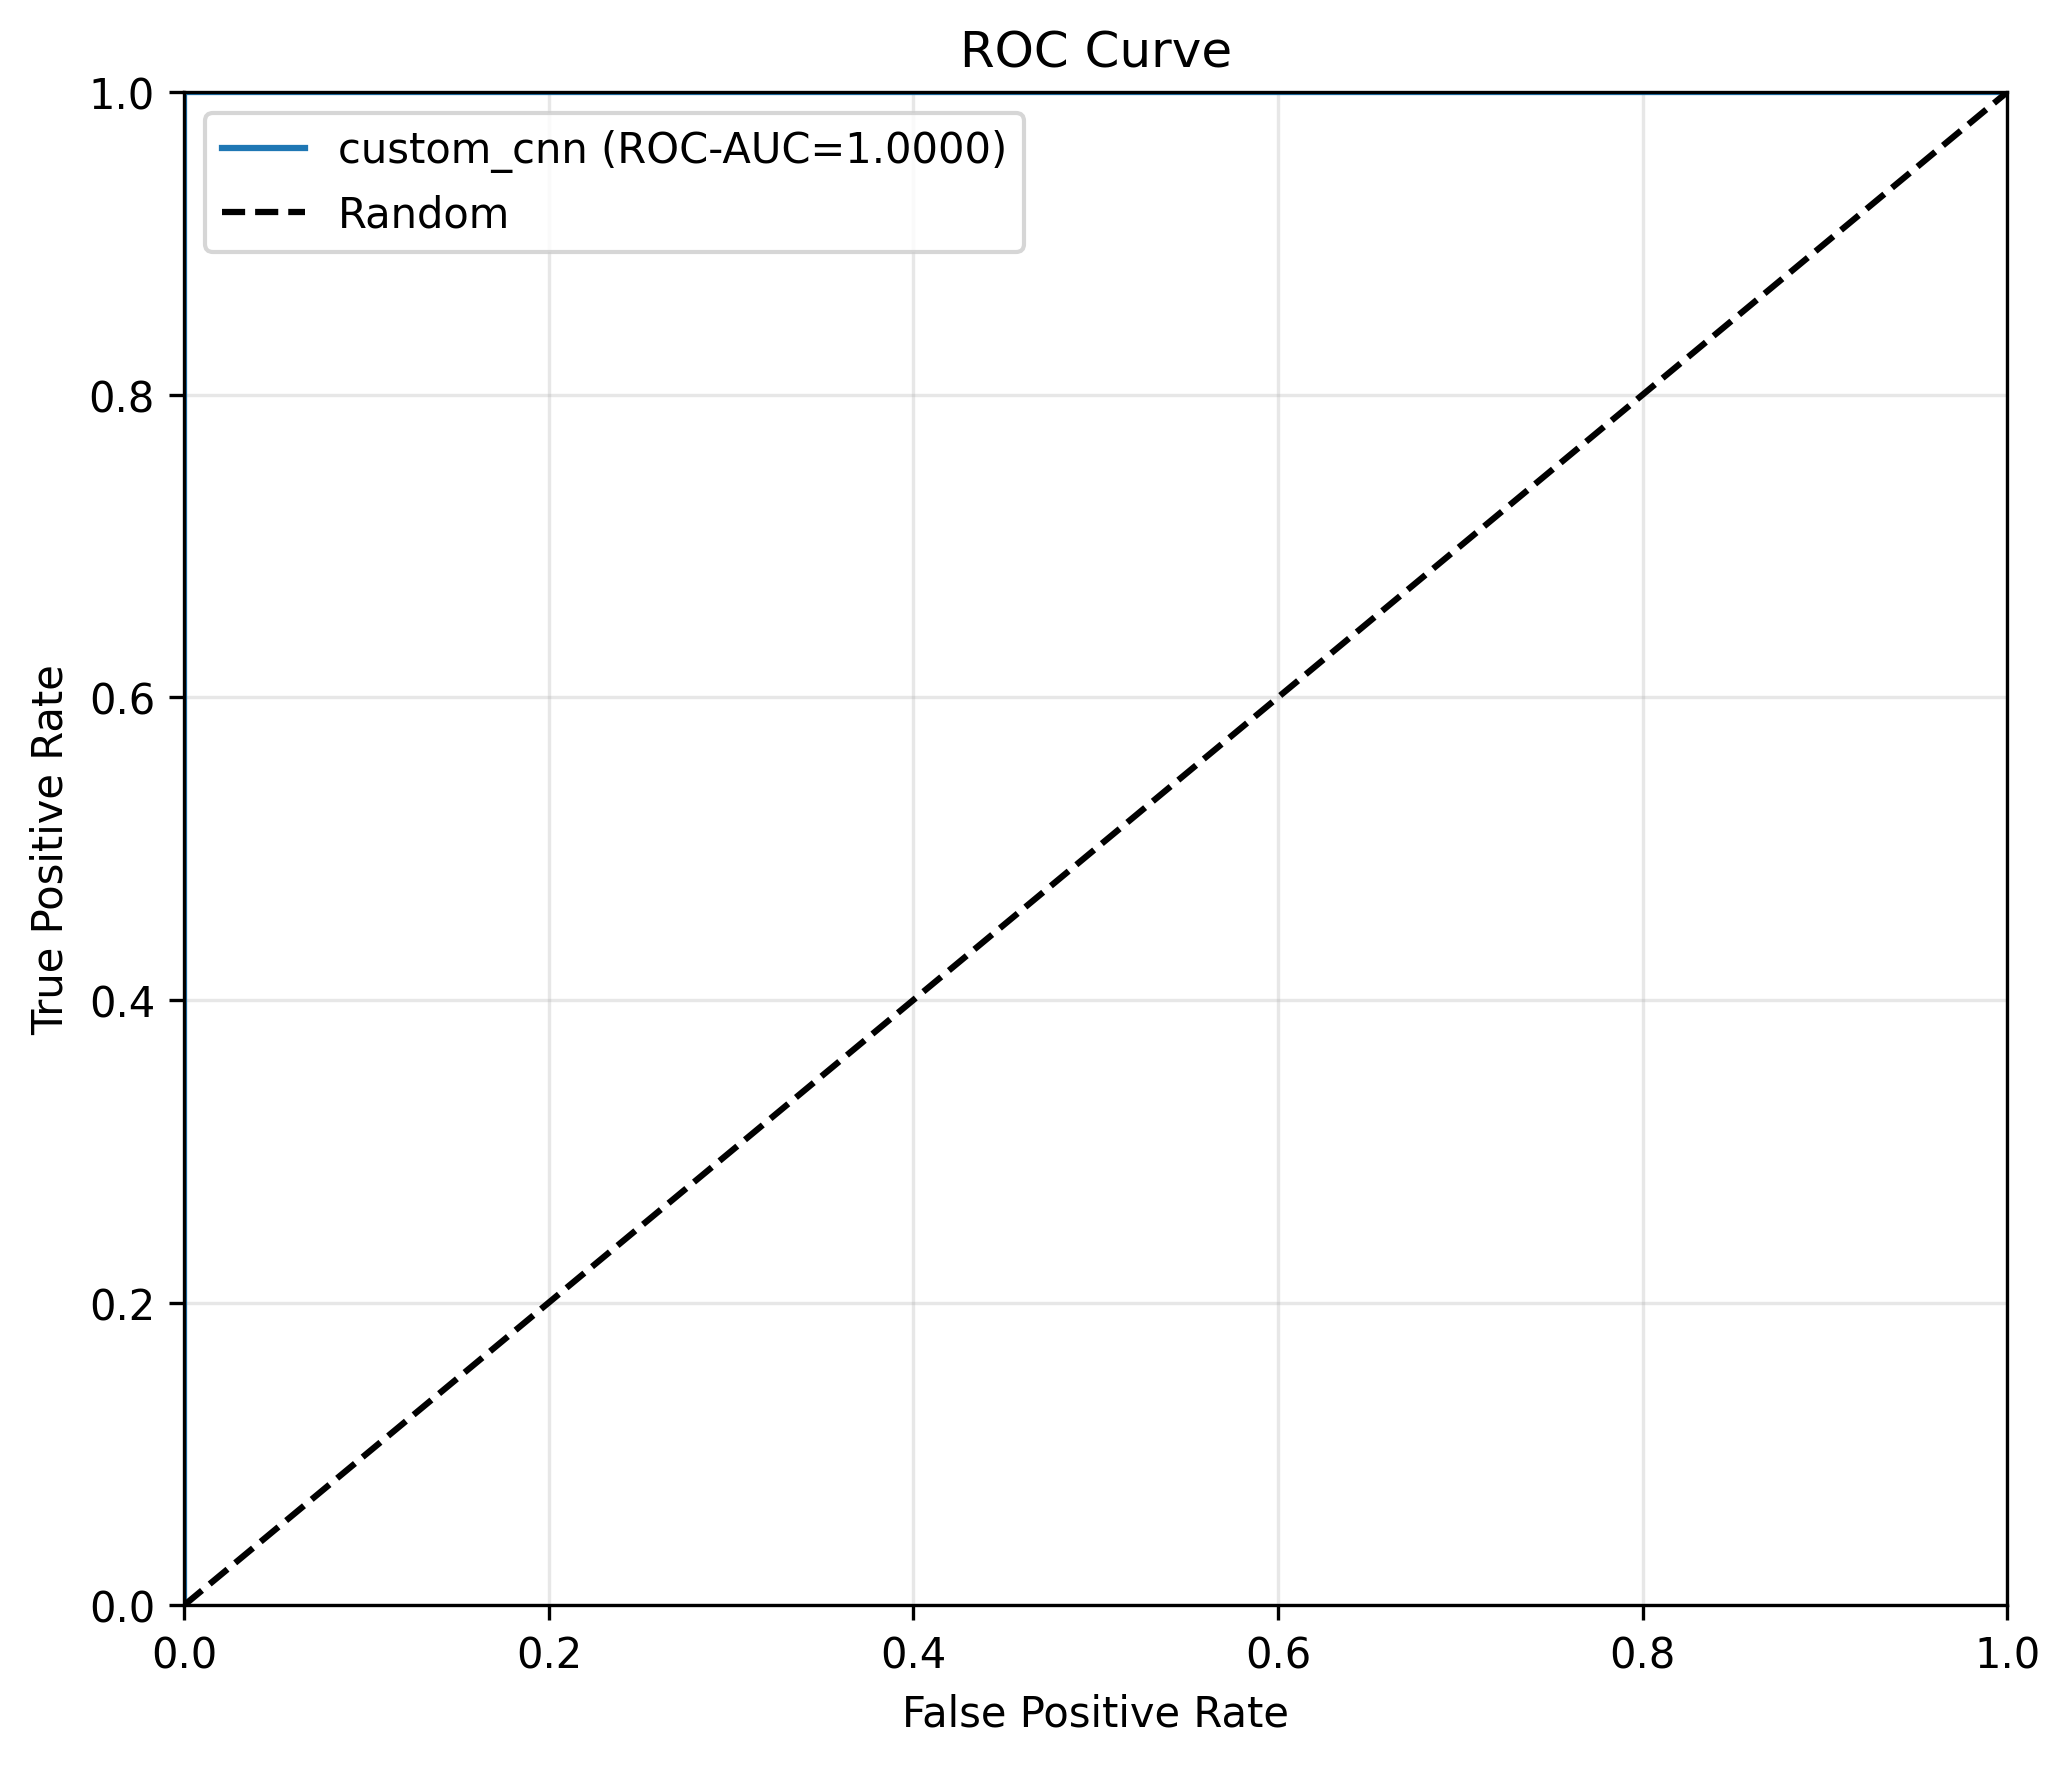 ROC Curve
custom_cnn (ROC-AUC=1.0000)
Random
True Positive Rate
1.0
0.8
0.6
0.4
0.2
0.0
0.0 0.2 0.4 0.6 0.8 1.0
False Positive Rate